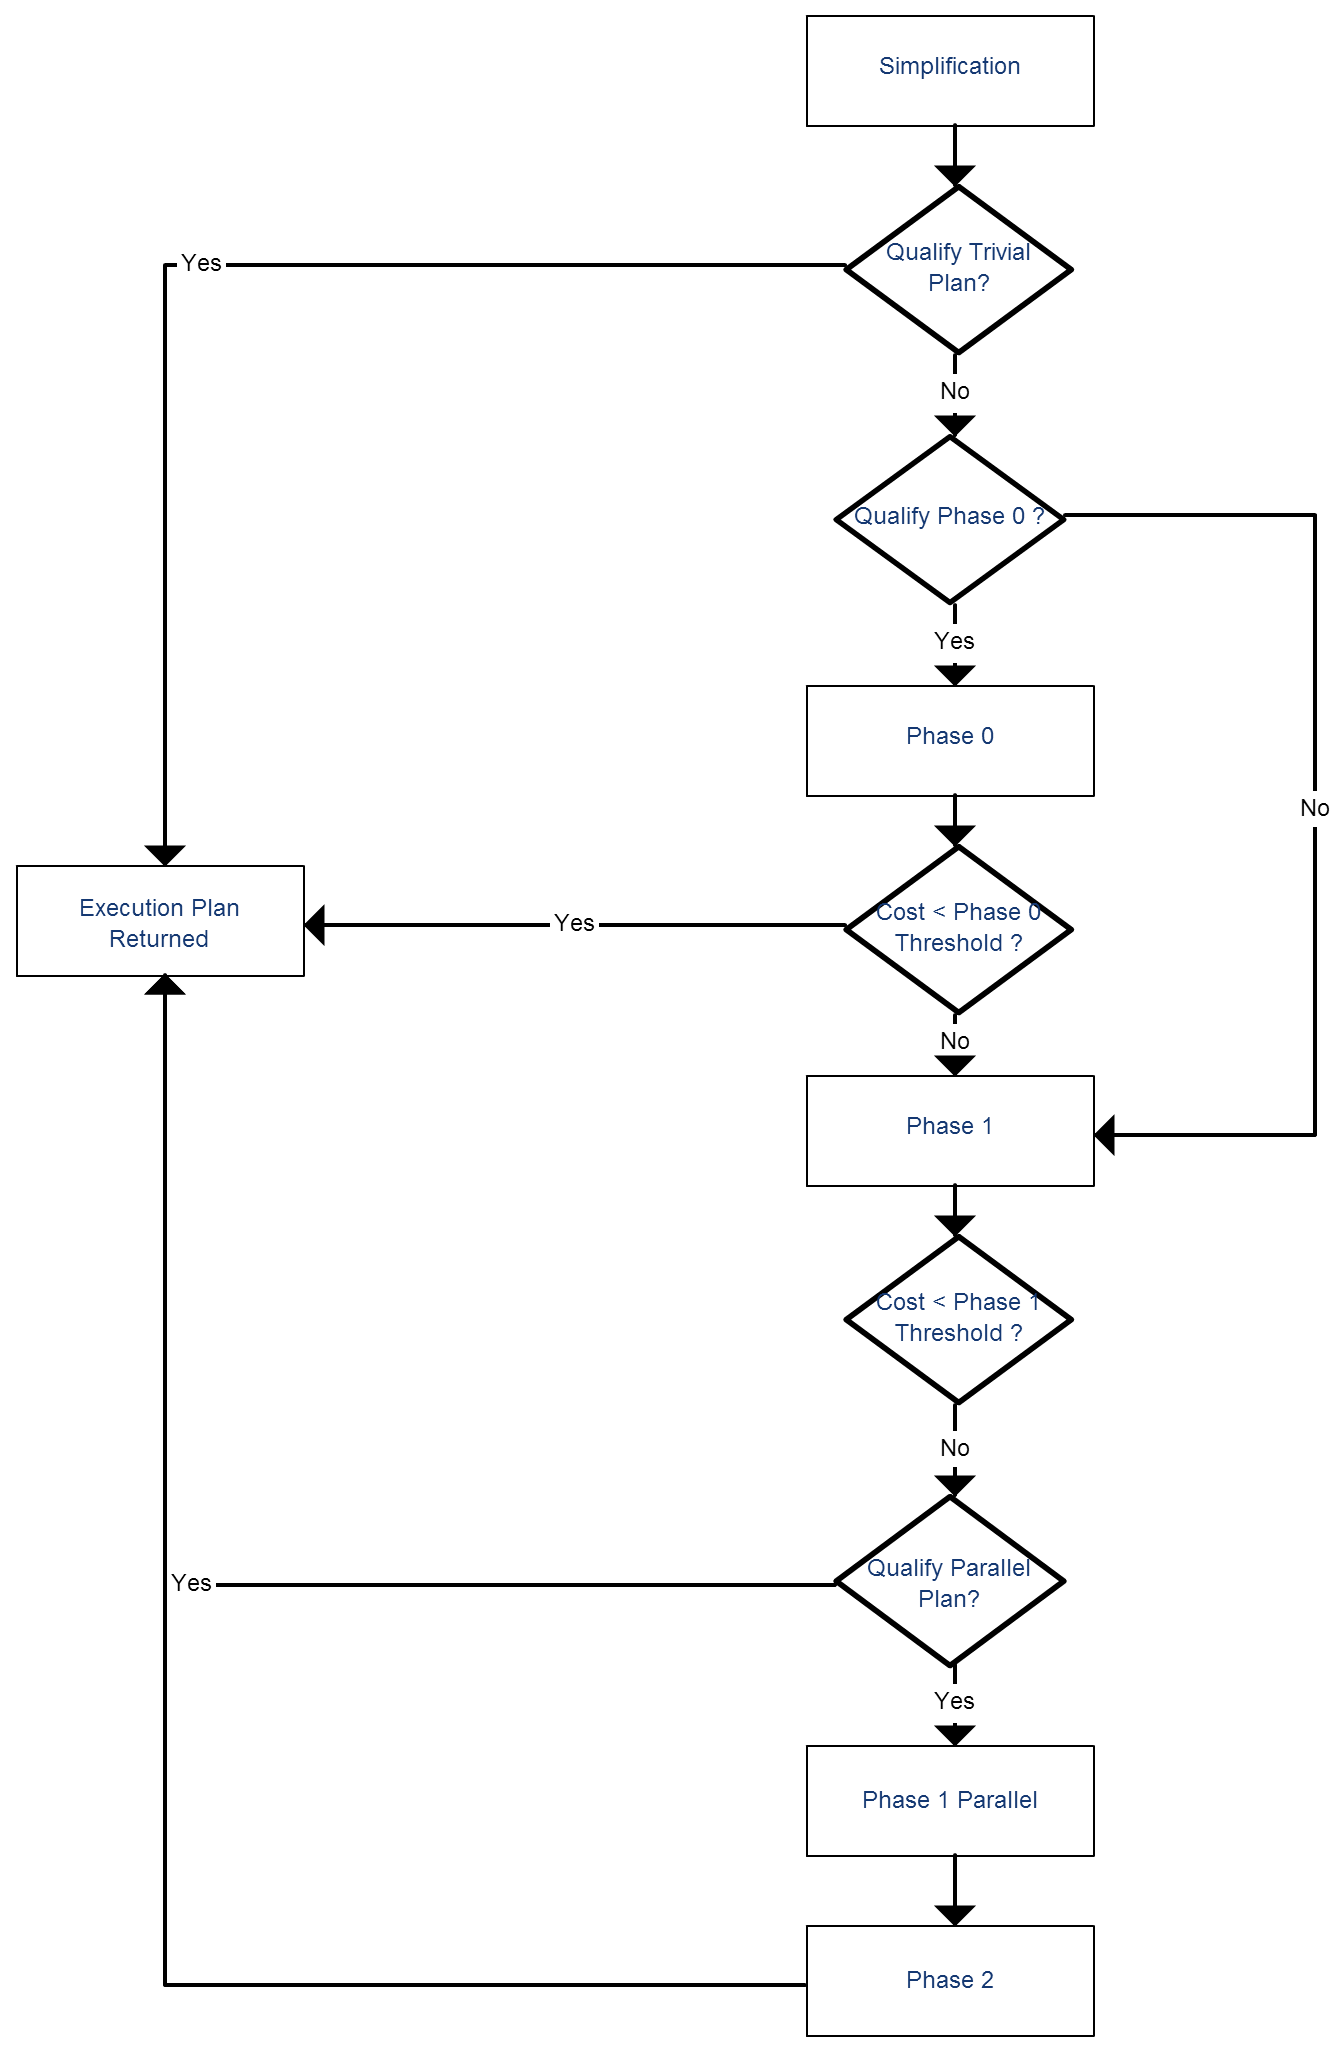 Simplification
Qualify Trivial
Plan?
Yes
No
Qualify Phase 0 ?
Yes
Phase 0
No
Execution Plan
Returned
Yes
Cost < Phase 0
Threshold ?
No
Phase 1
Cost < Phase 1
Threshold ?
No
Qualify Parallel
Plan?
Yes
Yes
Phase 1 Parallel
Phase 2